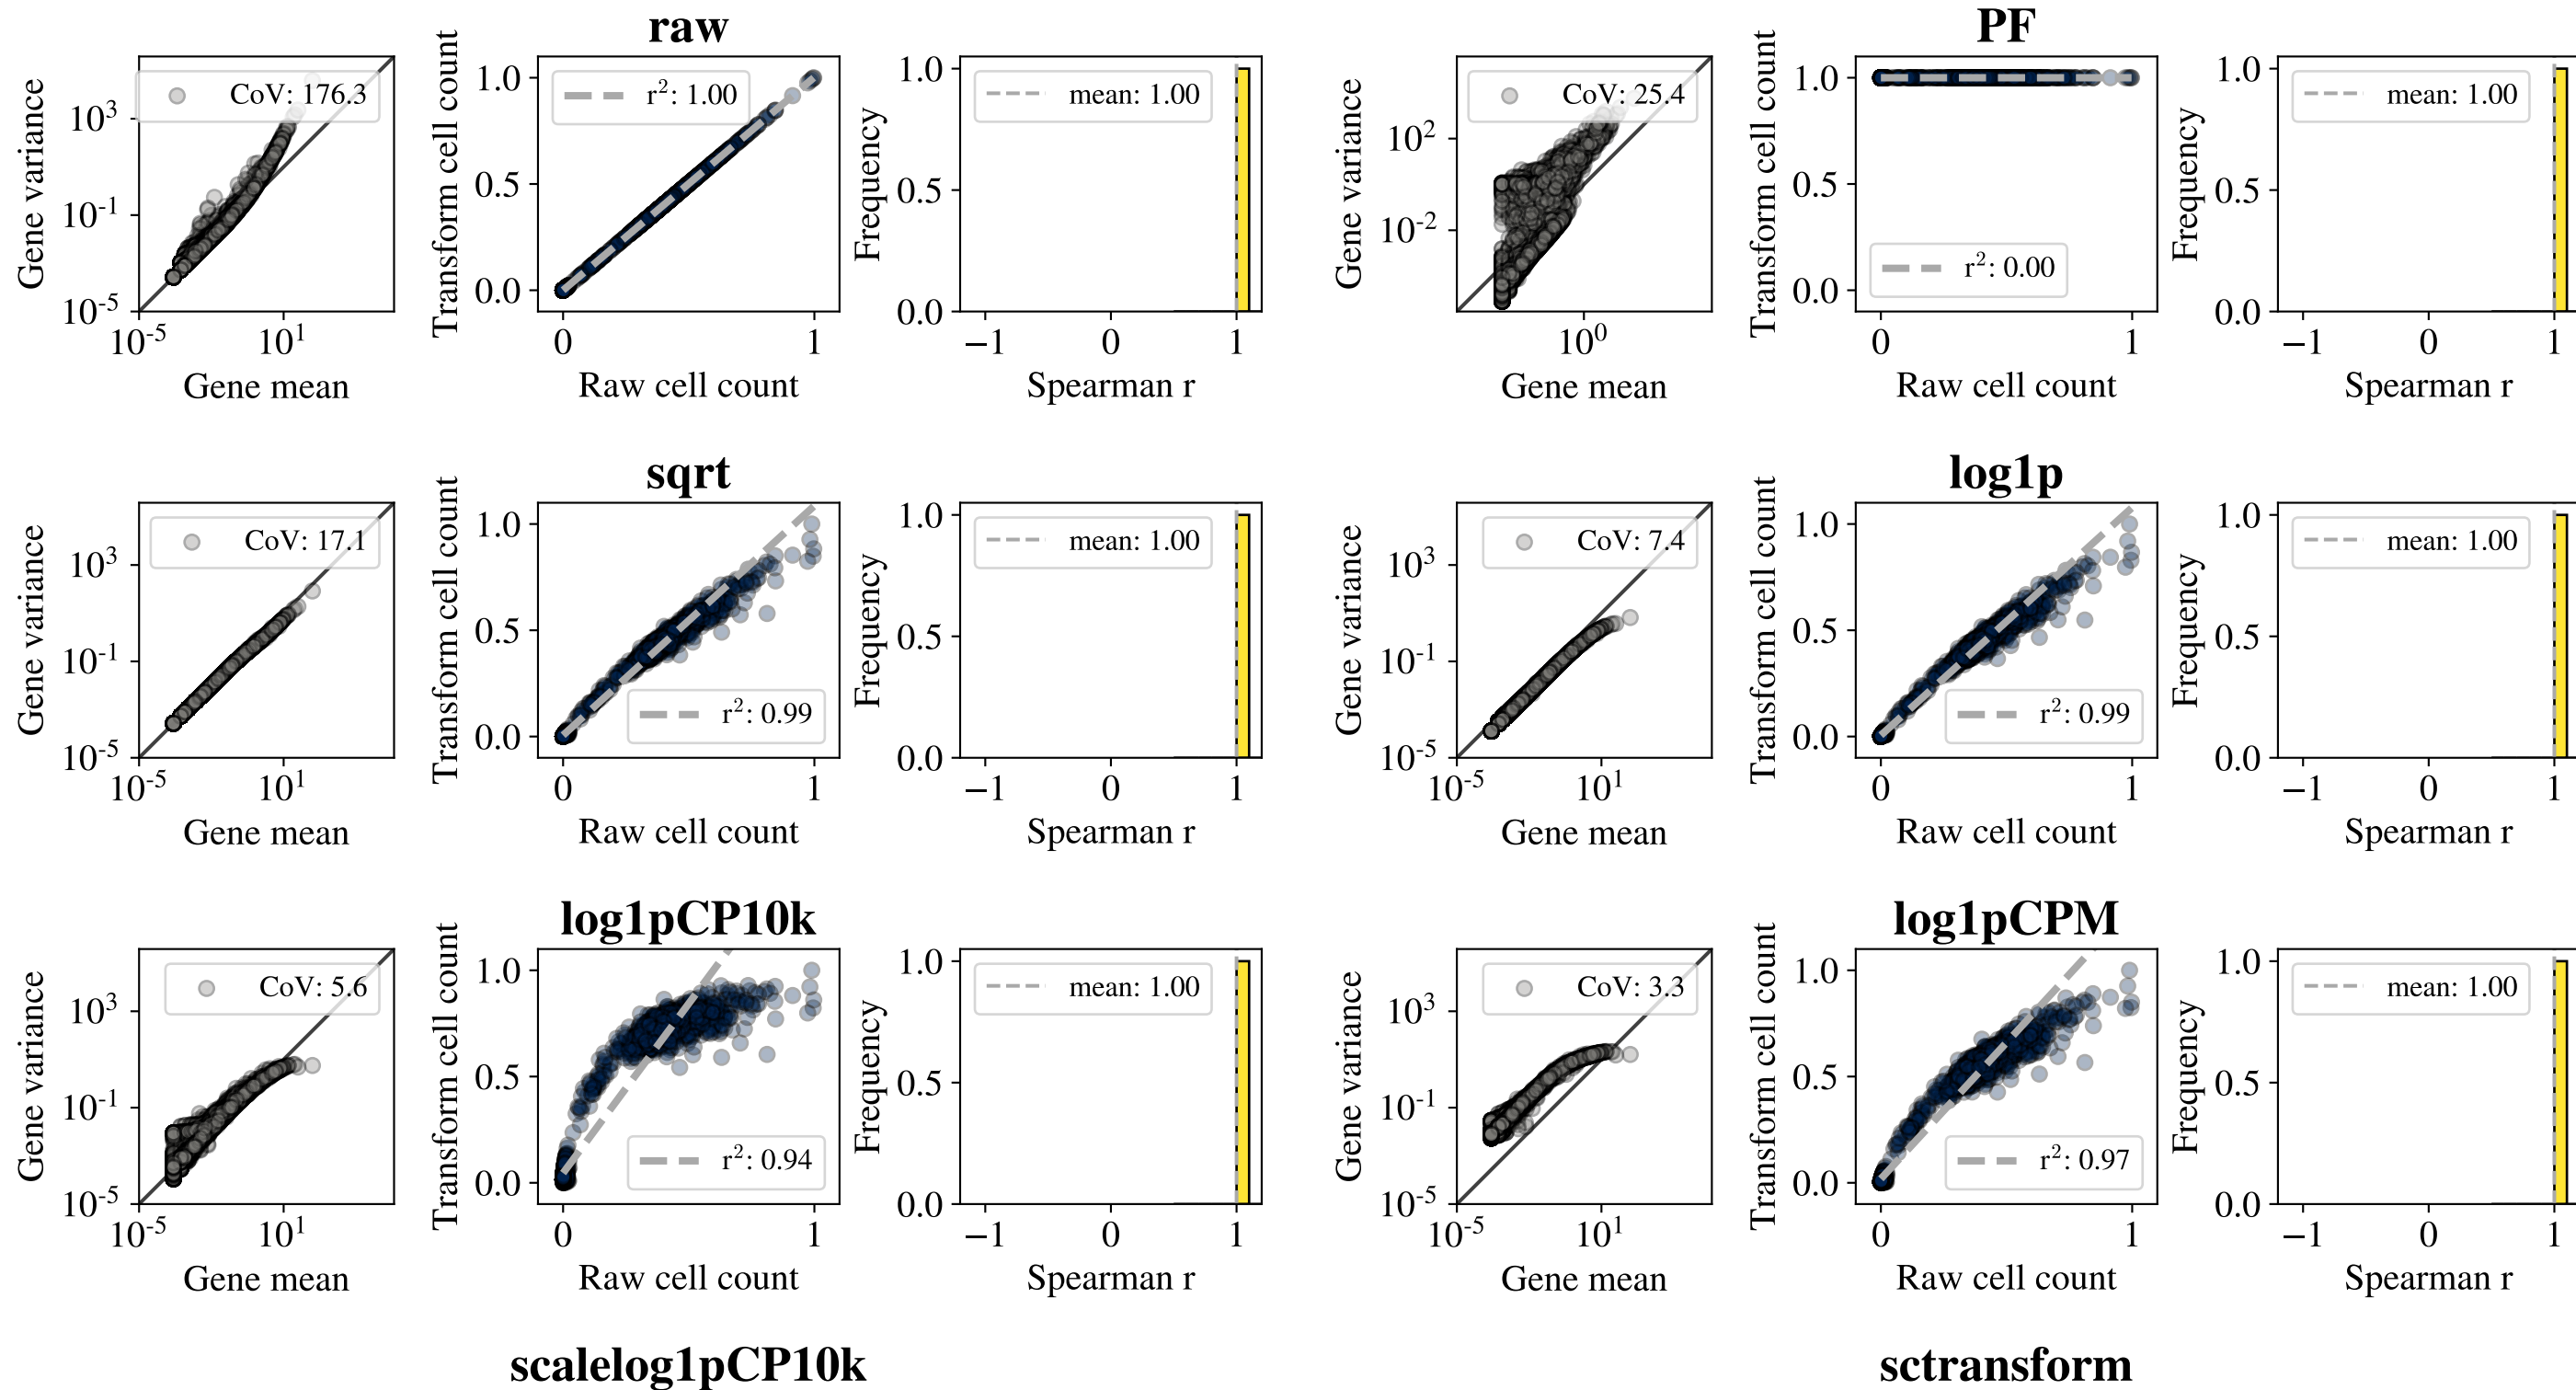 raw
Gene variance
10³
10⁻¹
10⁻⁵
CoV: 176.3
10⁻⁵
10¹
Gene mean
Transform cell count
1.0
0.5
0.0
r²: 1.00
0
1
Raw cell count
Frequency
1.0
0.5
0.0
mean: 1.00
−1
0
1
Spearman r
PF
Gene variance
10²
10⁻²
CoV: 25.4
10⁰
Gene mean
Transform cell count
1.0
0.5
0.0
r²: 0.00
0
1
Raw cell count
Frequency
1.0
0.5
0.0
mean: 1.00
−1
0
1
Spearman r
sqrt
Gene variance
10³
10⁻¹
10⁻⁵
CoV: 17.1
10⁻⁵
10¹
Gene mean
Transform cell count
1.0
0.5
0.0
r²: 0.99
0
1
Raw cell count
Frequency
1.0
0.5
0.0
mean: 1.00
−1
0
1
Spearman r
log1p
Gene variance
10³
10⁻¹
10⁻⁵
CoV: 7.4
10⁻⁵
10¹
Gene mean
Transform cell count
1.0
0.5
0.0
r²: 0.99
0
1
Raw cell count
Frequency
1.0
0.5
0.0
mean: 1.00
−1
0
1
Spearman r
log1pCP10k
Gene variance
10³
10⁻¹
10⁻⁵
CoV: 5.6
10⁻⁵
10¹
Gene mean
Transform cell count
1.0
0.5
0.0
r²: 0.94
0
1
Raw cell count
Frequency
1.0
0.5
0.0
mean: 1.00
−1
0
1
Spearman r
log1pCPM
Gene variance
10³
10⁻¹
10⁻⁵
CoV: 3.3
10⁻⁵
10¹
Gene mean
Transform cell count
1.0
0.5
0.0
r²: 0.97
0
1
Raw cell count
Frequency
1.0
0.5
0.0
mean: 1.00
−1
0
1
Spearman r
scalelog1pCP10k
sctransform